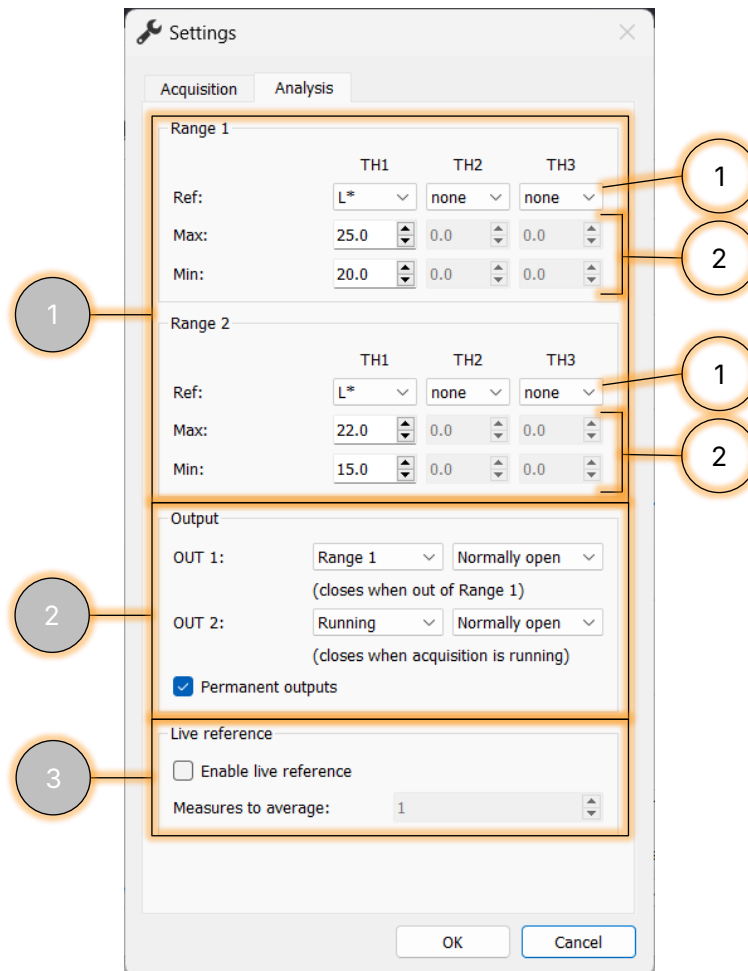 Settings
Acquisition Analysis
Range 1
TH1 TH2 TH3
Ref: L* none none
1
Max: 25.0 0.0 0.0
2
Min: 20.0 0.0 0.0
1
Range 2
TH1 TH2 TH3
Ref: L* none none
1
Max: 22.0 0.0 0.0
2
Min: 15.0 0.0 0.0
Output
OUT 1: Range 1 Normally open
(closes when out of Range 1)
2
OUT 2: Running Normally open
(closes when acquisition is running)
Permanent outputs
Live reference
Enable live reference
3
Measures to average: 1
OK Cancel